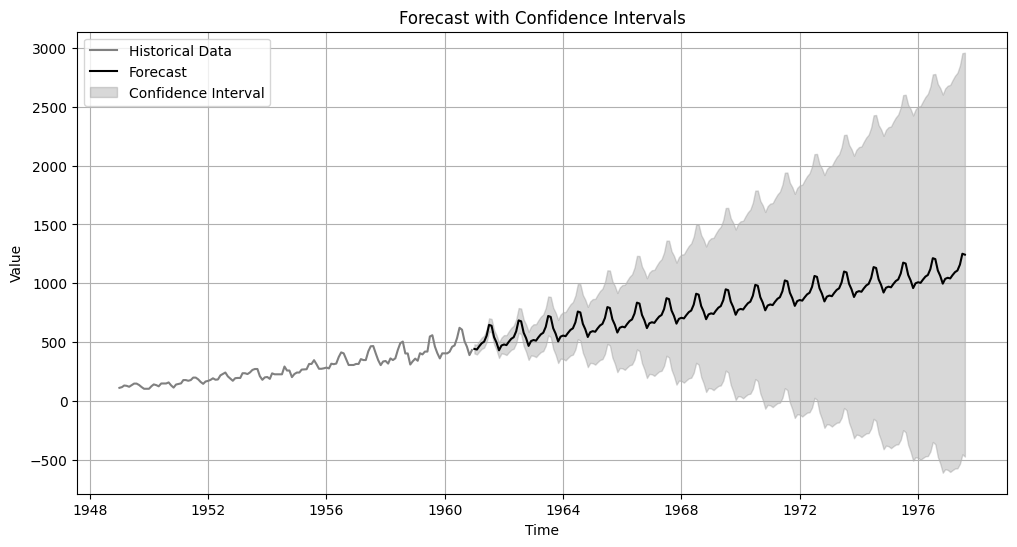 Forecast with Confidence Intervals
Historical Data
Forecast
Confidence Interval
3000
2500
2000
1500
1000
500
0
−500
Value
1948 1952 1956 1960 1964 1968 1972 1976
Time